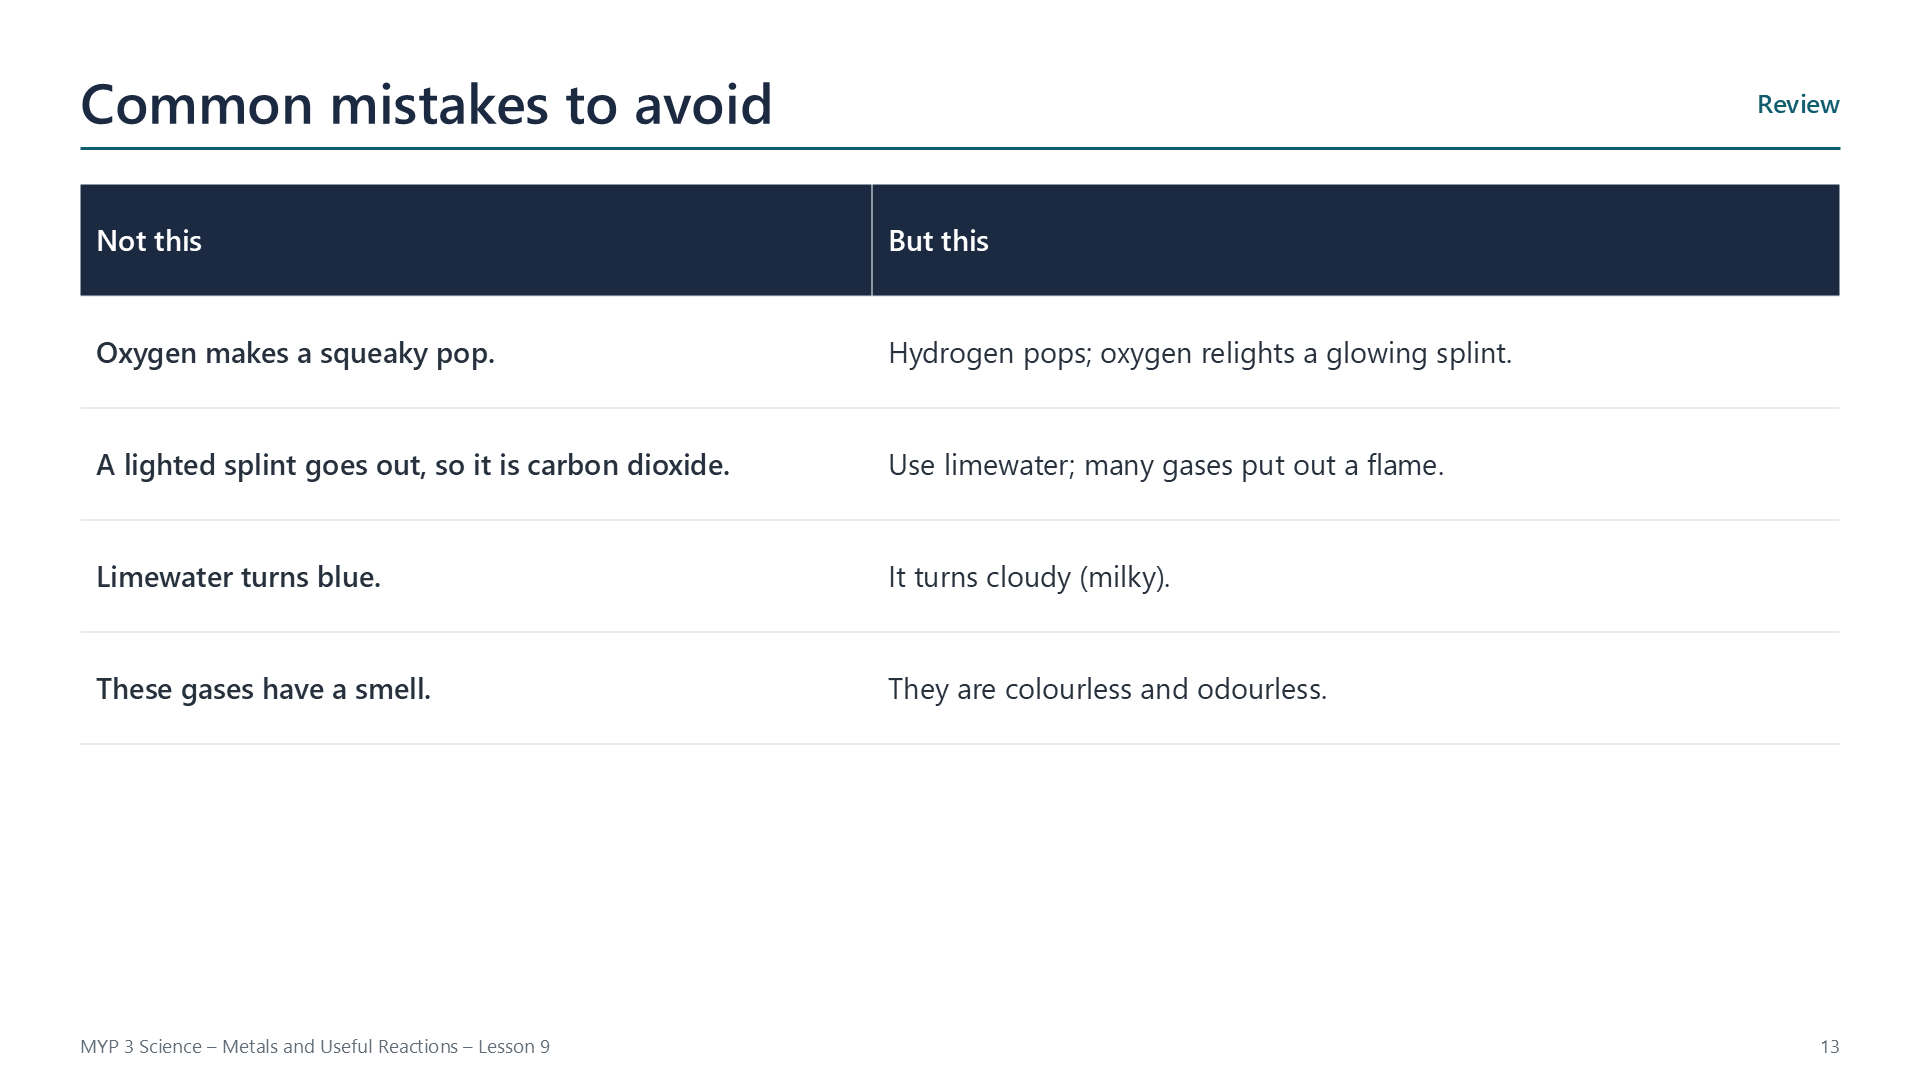 Common mistakes to avoid
Review
Not this
But this
Oxygen makes a squeaky pop.
Hydrogen pops; oxygen relights a glowing splint.
A lighted splint goes out, so it is carbon dioxide.
Use limewater; many gases put out a flame.
Limewater turns blue.
It turns cloudy (milky).
These gases have a smell.
They are colourless and odourless.
MYP 3 Science – Metals and Useful Reactions – Lesson 9
13